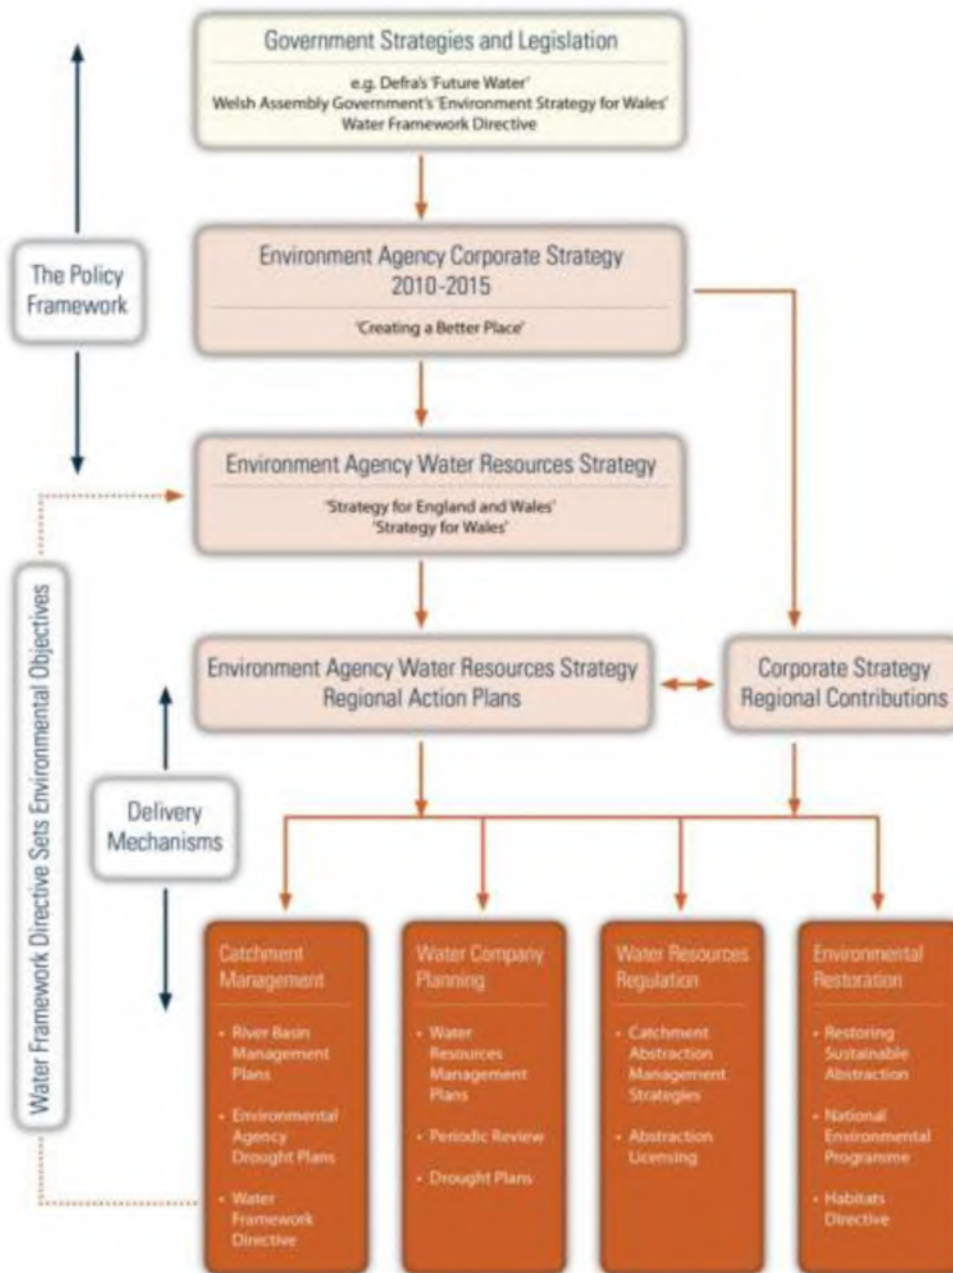 Government Strategies and Legislation
e.g. Defra's 'Future Water'
Welsh Assembly Government's 'Environment Strategy for Wales'
Water Framework Directive
The Policy
Framework
Environment Agency Corporate Strategy
2010-2015
'Creating a Better Place'
Environment Agency Water Resources Strategy
'Strategy for England and Wales'
'Strategy for Wales'
Water Framework Directive Sets Environmental Objectives
Environment Agency Water Resources Strategy
Regional Action Plans
Corporate Strategy
Regional Contributions
Delivery
Mechanisms
Catchment
Management
• River Basin
Management
Plans
• Environmental
Agency
Drought Plans
• Water
Framework
Directive
Water Company
Planning
• Water
Resources
Management
Plans
• Periodic Review
• Drought Plans
Water Resources
Regulation
• Catchment
Abstraction
Management
Strategies
• Abstraction
Licensing
Environmental
Restoration
• Restoring
Sustainable
Abstraction
• National
Environmental
Programme
• Habitats
Directive